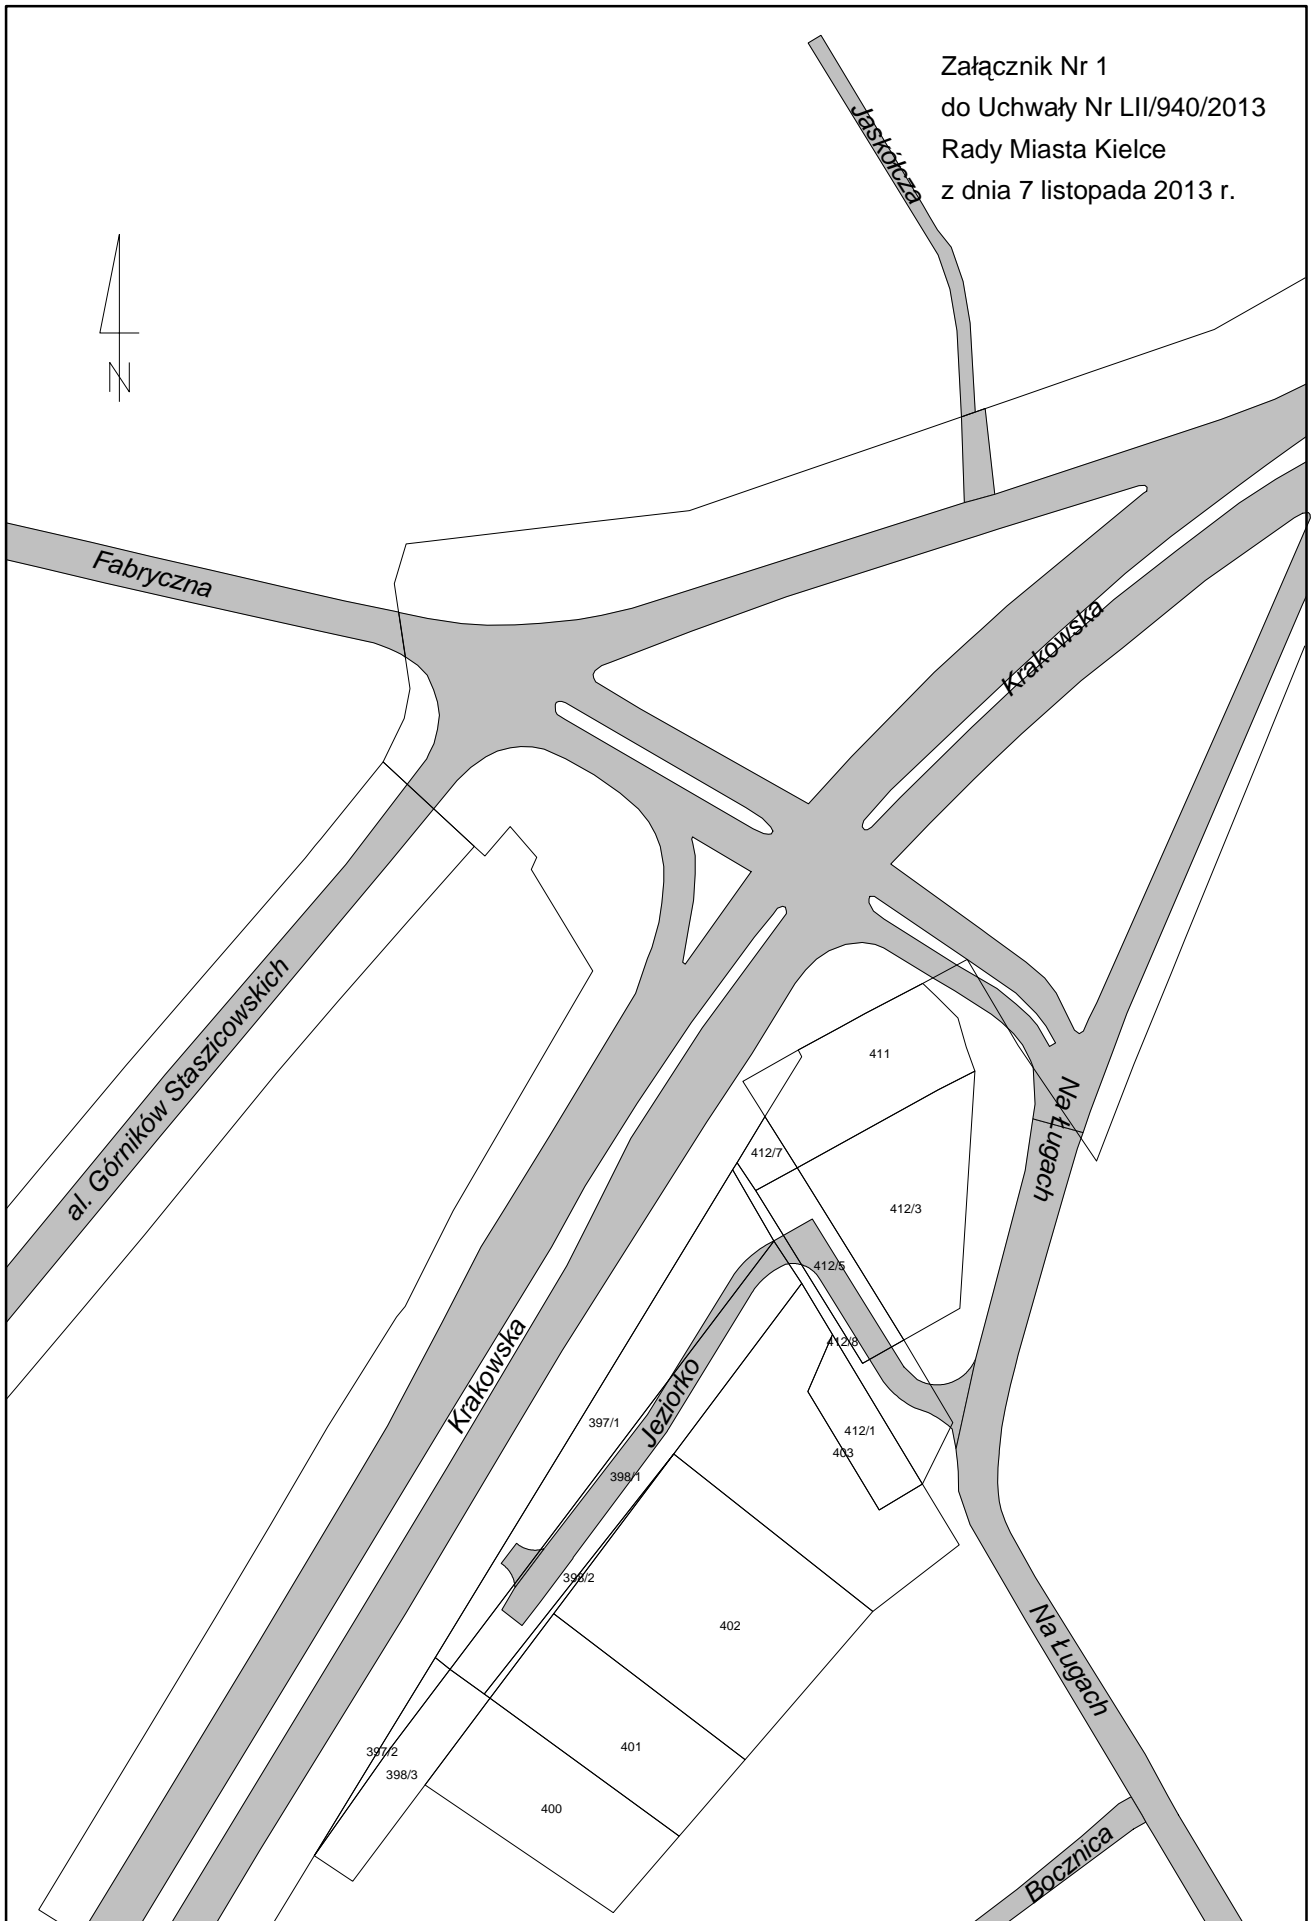 Załącznik Nr 1
do Uchwały Nr LII/940/2013
Rady Miasta Kielce
z dnia 7 listopada 2013 r.
Jaskółcza
N
Fabryczna
Krakowska
al. Górników Staszicowskich
411
Na Ługach
412/7
412/3
412/5
412/8
Krakowska
Jeziorko
397/1
412/1
403
398/1
398/2
402
Na Ługach
401
397/2
398/3
400
Bocznica